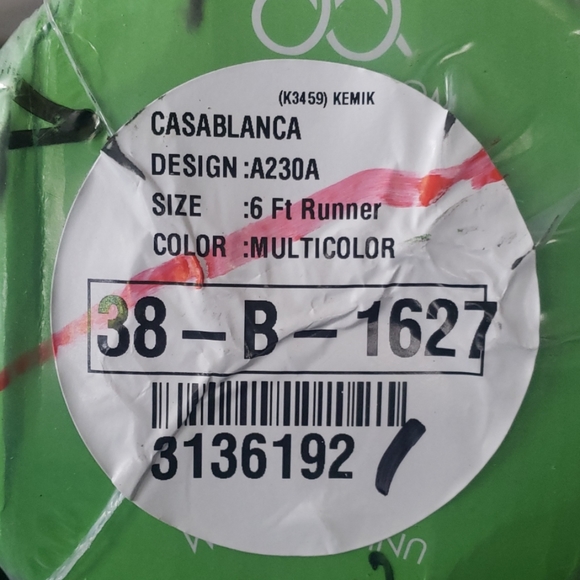 (K3459) KEMIK
CASABLANCA
DESIGN :A230A
SIZE :6 Ft Runner
COLOR :MULTICOLOR
38-B-1627
3136192